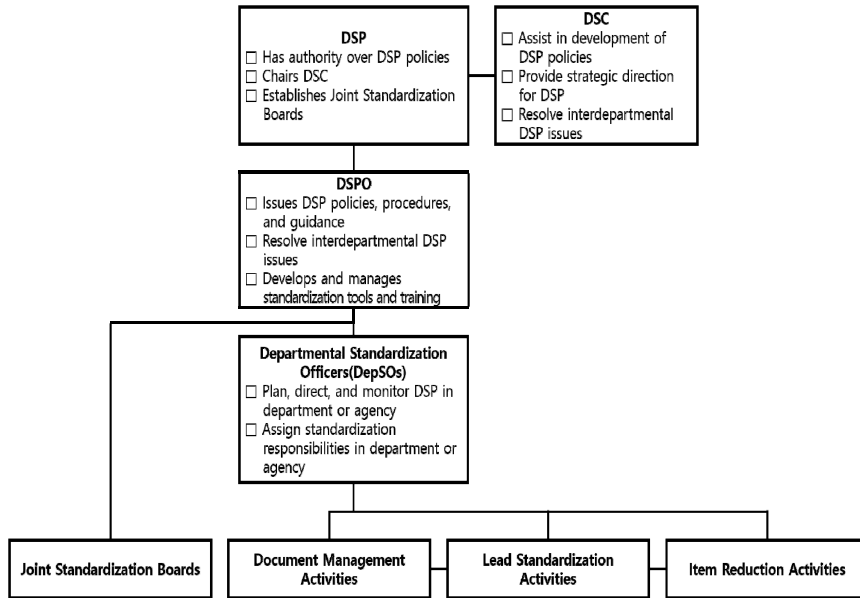 DSP
☐ Has authority over DSP policies
☐ Chairs DSC
☐ Establishes Joint Standardization
Boards
DSC
☐ Assist in development of
DSP policies
☐ Provide strategic direction
for DSP
☐ Resolve interdepartmental
DSP issues
DSPO
☐ Issues DSP policies, procedures,
and guidance
☐ Resolve interdepartmental DSP
issues
☐ Develops and manages
standardization tools and training
Departmental Standardization
Officers(DepSOs)
☐ Plan, direct, and monitor DSP in
department or agency
☐ Assign standardization
responsibilities in department or
agency
Joint Standardization Boards
Document Management
Activities
Lead Standardization
Activities
Item Reduction Activities